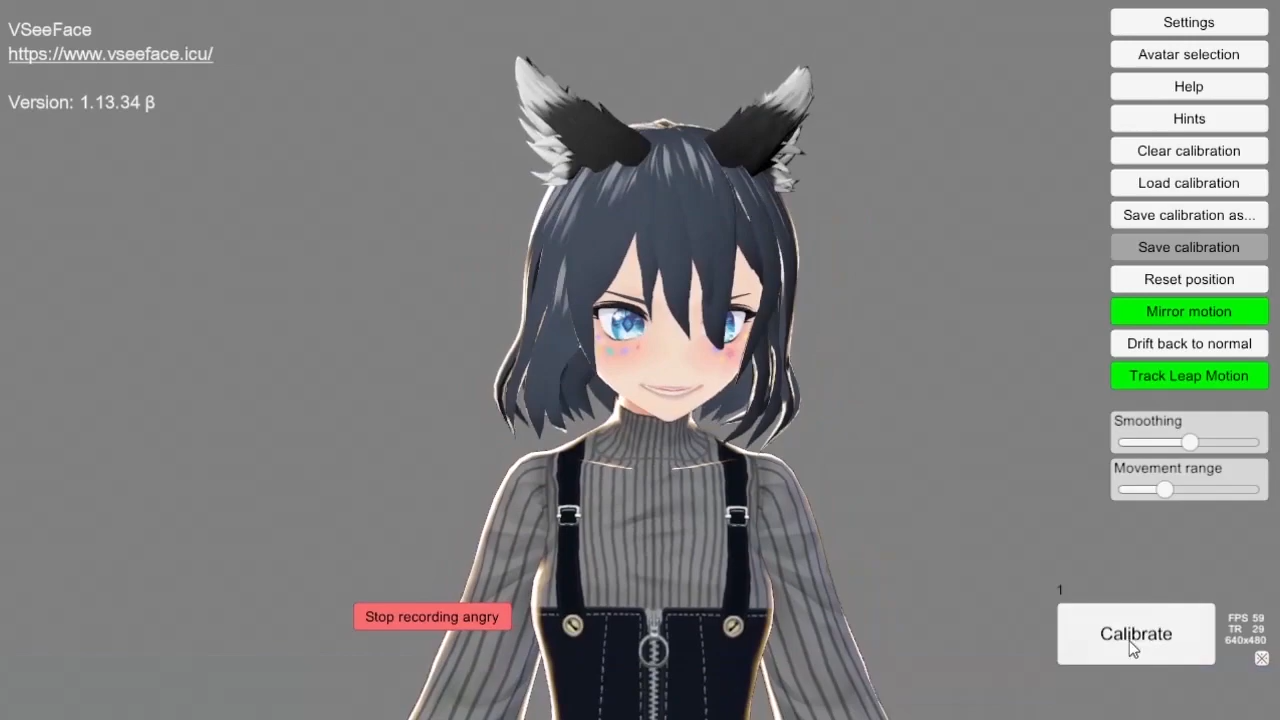 VSeeFace
https://www.vseeface.icu/
Version: 1.13.34 β
Settings
Avatar selection
Help
Hints
Clear calibration
Load calibration
Save calibration as...
Save calibration
Reset position
Mirror motion
Drift back to normal
Track Leap Motion
Smoothing
Movement range
Stop recording angry
1
Calibrate
FPS 59
TR 29
640x480